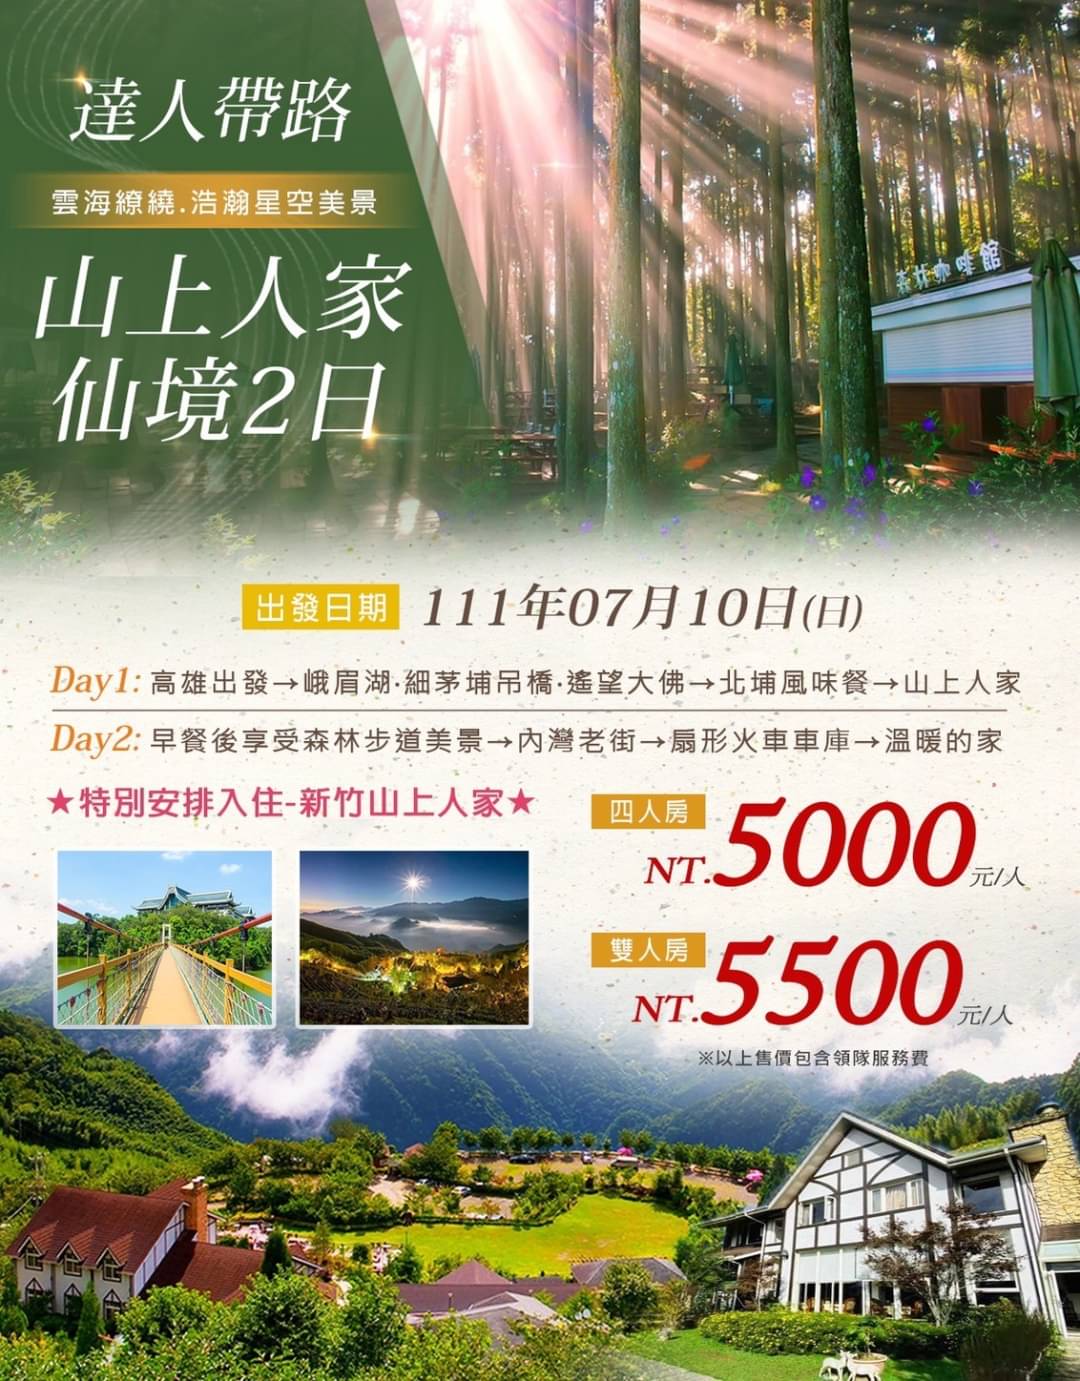 達人帶路
雲海繚繞.浩瀚星空美景
山上人家
仙境2日
森林咖啡館
出發日期 111年07月10日(日)
Day1: 高雄出發→峨眉湖·細茅埔吊橋·遙望大佛→北埔風味餐→山上人家
Day2: 早餐後享受森林步道美景→內灣老街→扇形火車車庫→溫暖的家
★特別安排入住-新竹山上人家★
四人房
NT.5000元/人
雙人房
NT.5500元/人
※以上售價包含領隊服務費